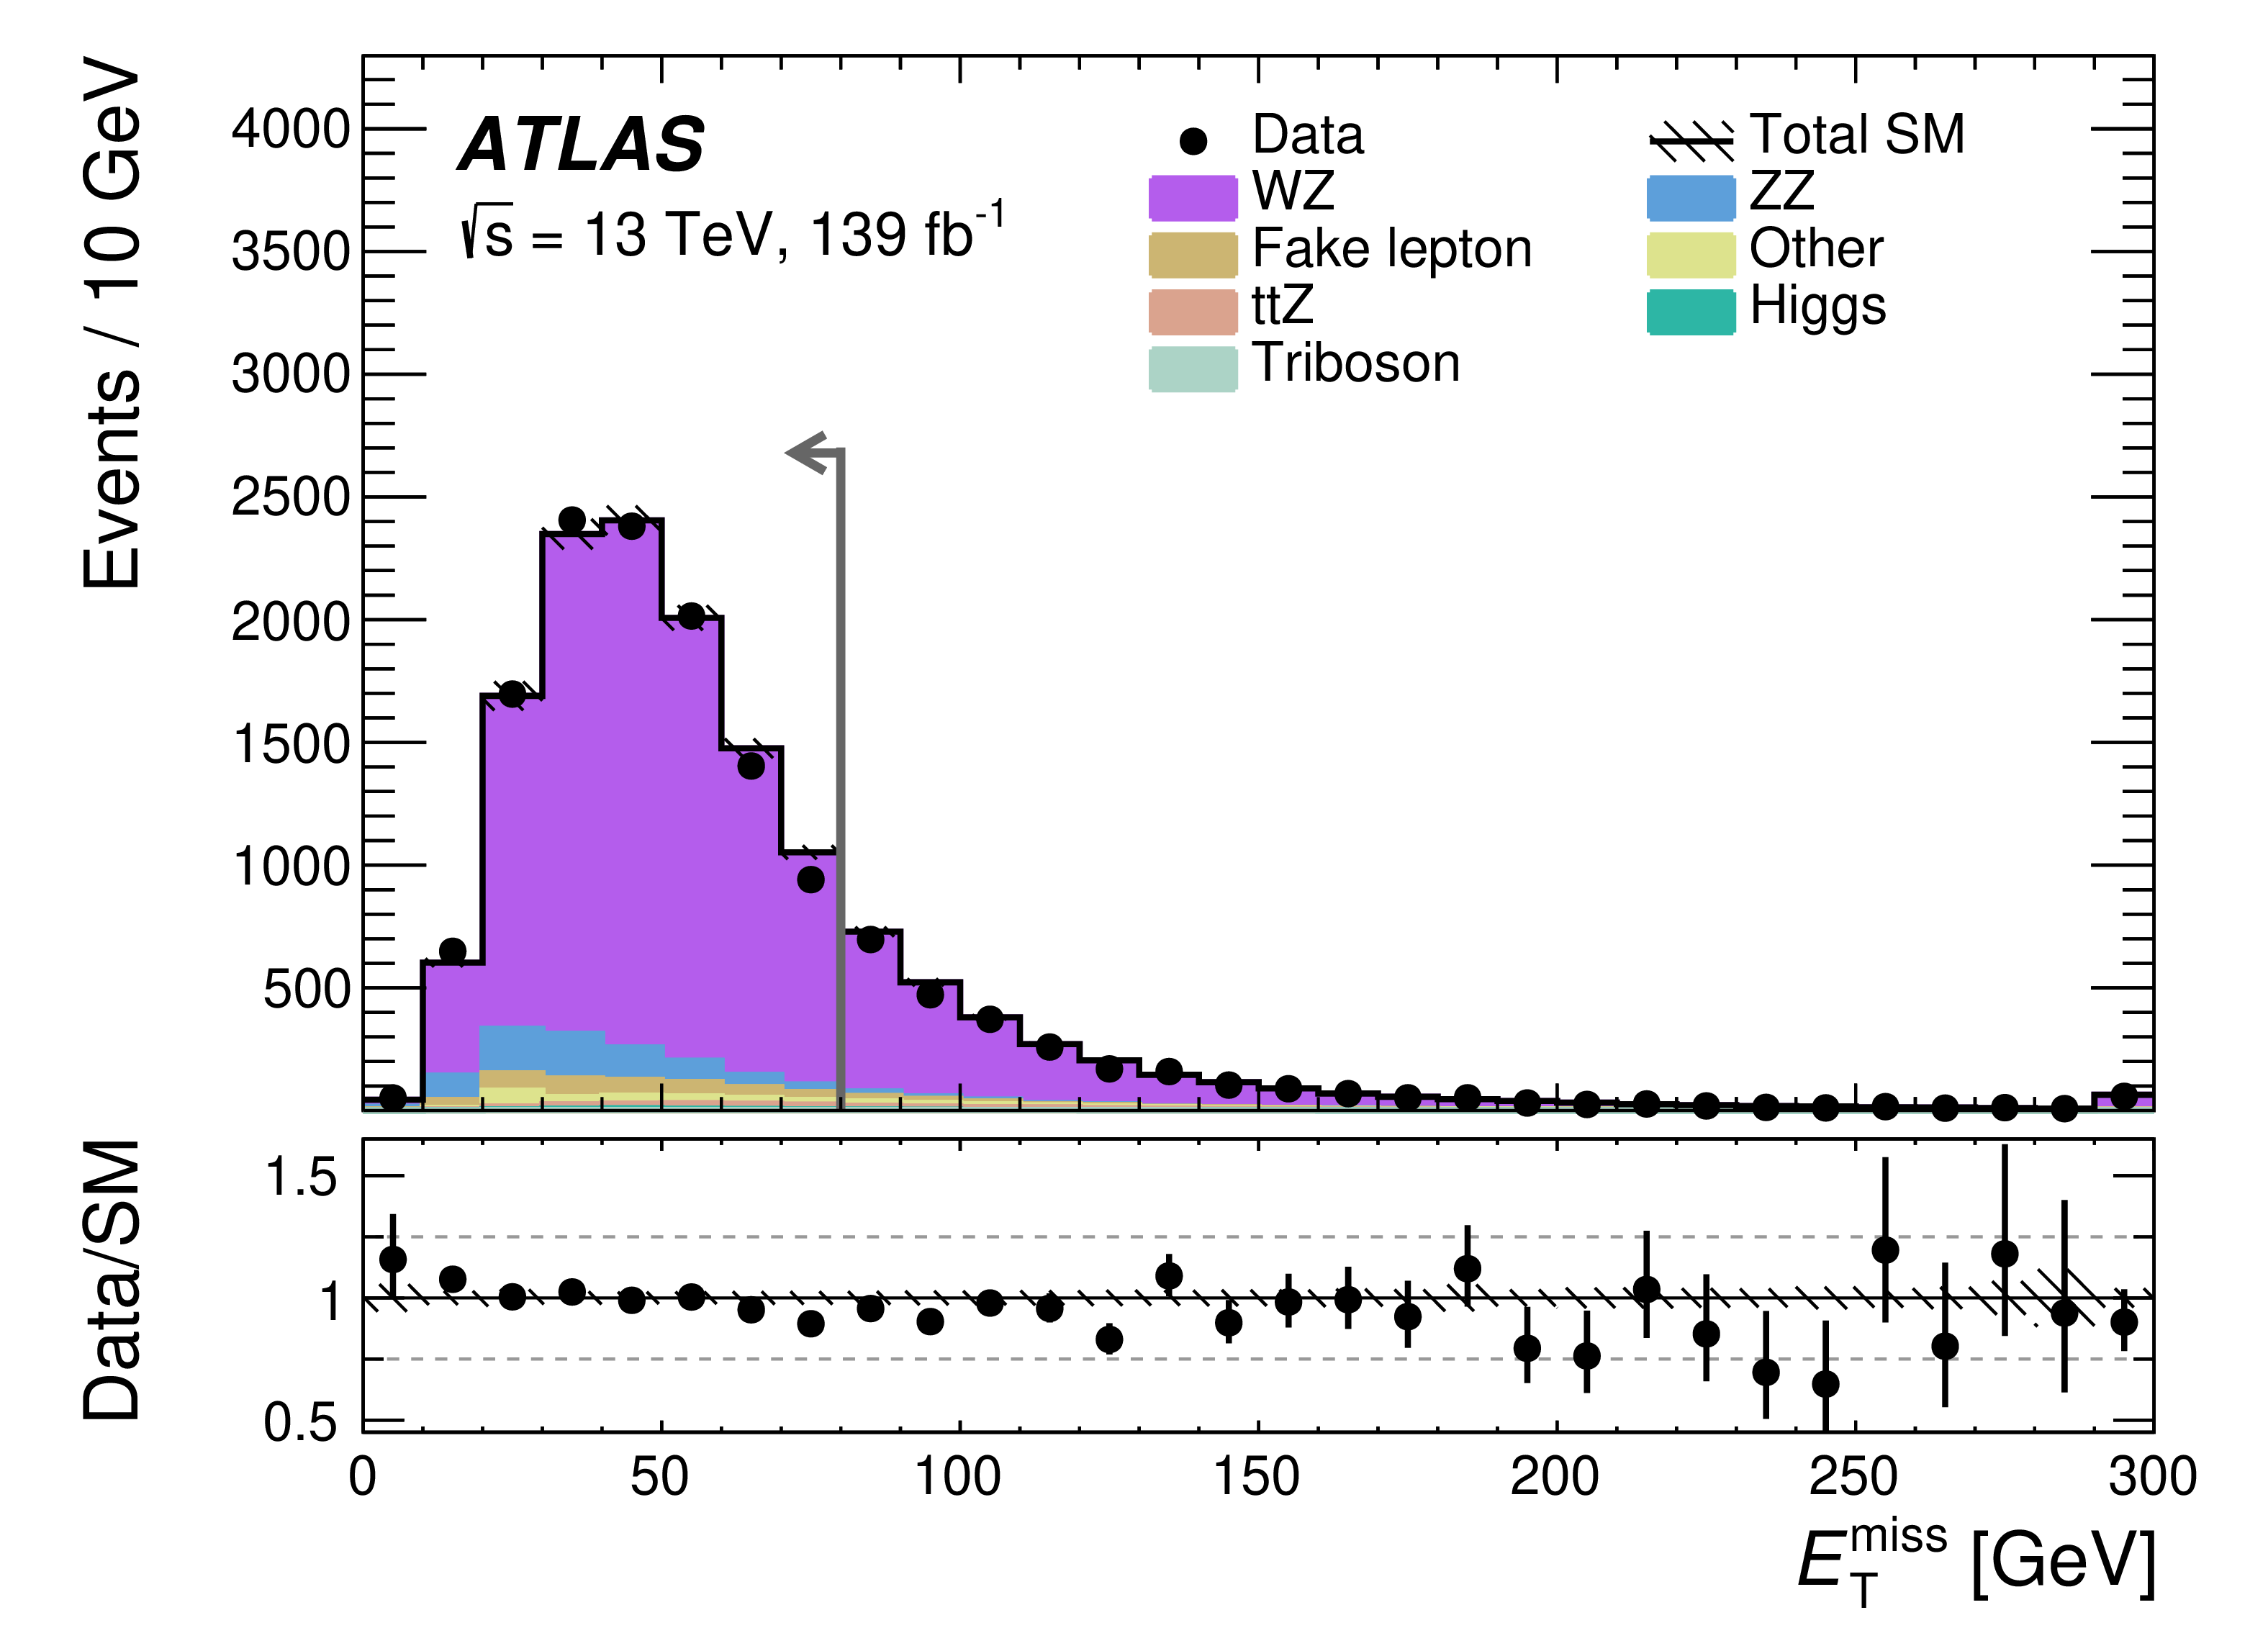 ATLAS
√s = 13 TeV, 139 fb⁻¹
Data
Total SM
WZ
ZZ
Fake lepton
Other
ttZ
Higgs
Triboson
Events / 10 GeV
4000
3500
3000
2500
2000
1500
1000
500
Data/SM
1.5
1
0.5
0 50 100 150 200 250 300
E_T^miss [GeV]